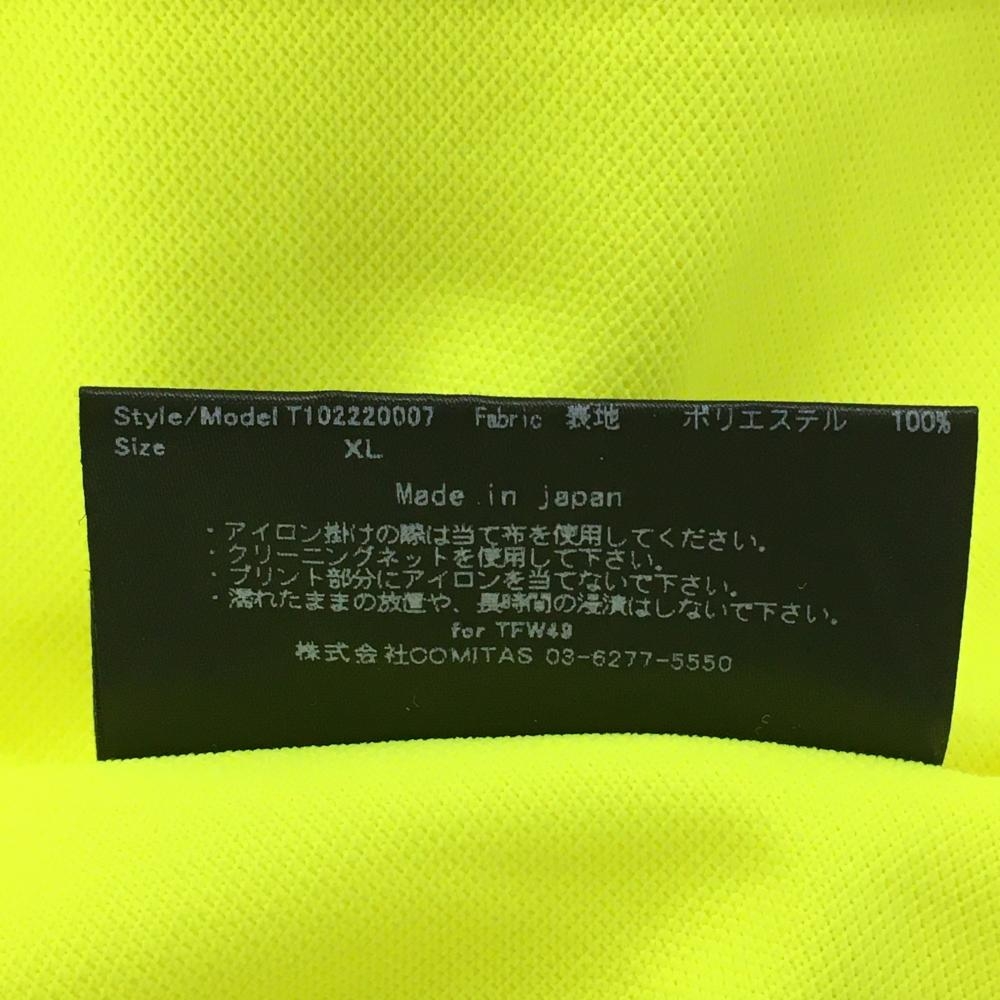 Style/Model T102220007 Fabric 表地 ポリエステル 100%
Size XL
Made in japan
・アイロン掛けの際は当て布を使用してください。
・クリーニングネットを使用して下さい。
・プリント部分にアイロンを当てないで下さい。
・濡れたままの放置や、長時間の浸漬はしないで下さい。
for TFW49
株式会社COMITAS 03-6277-5550